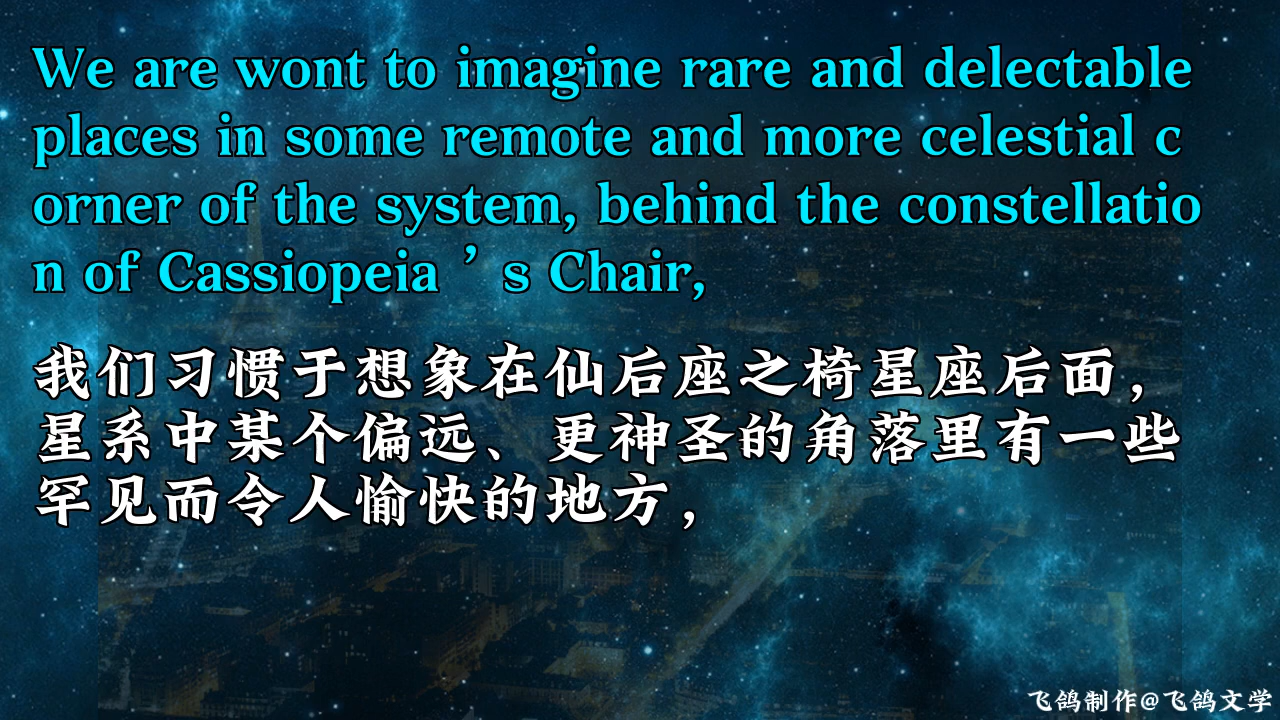 We are wont to imagine rare and delectable
places in some remote and more celestial c
orner of the system, behind the constellatio
n of Cassiopeia ’s Chair,
我们习惯于想象在仙后座之椅星座后面，
星系中某个偏远、更神圣的角落里有一些
罕见而令人愉快的地方，
飞鸽制作@飞鸽文学